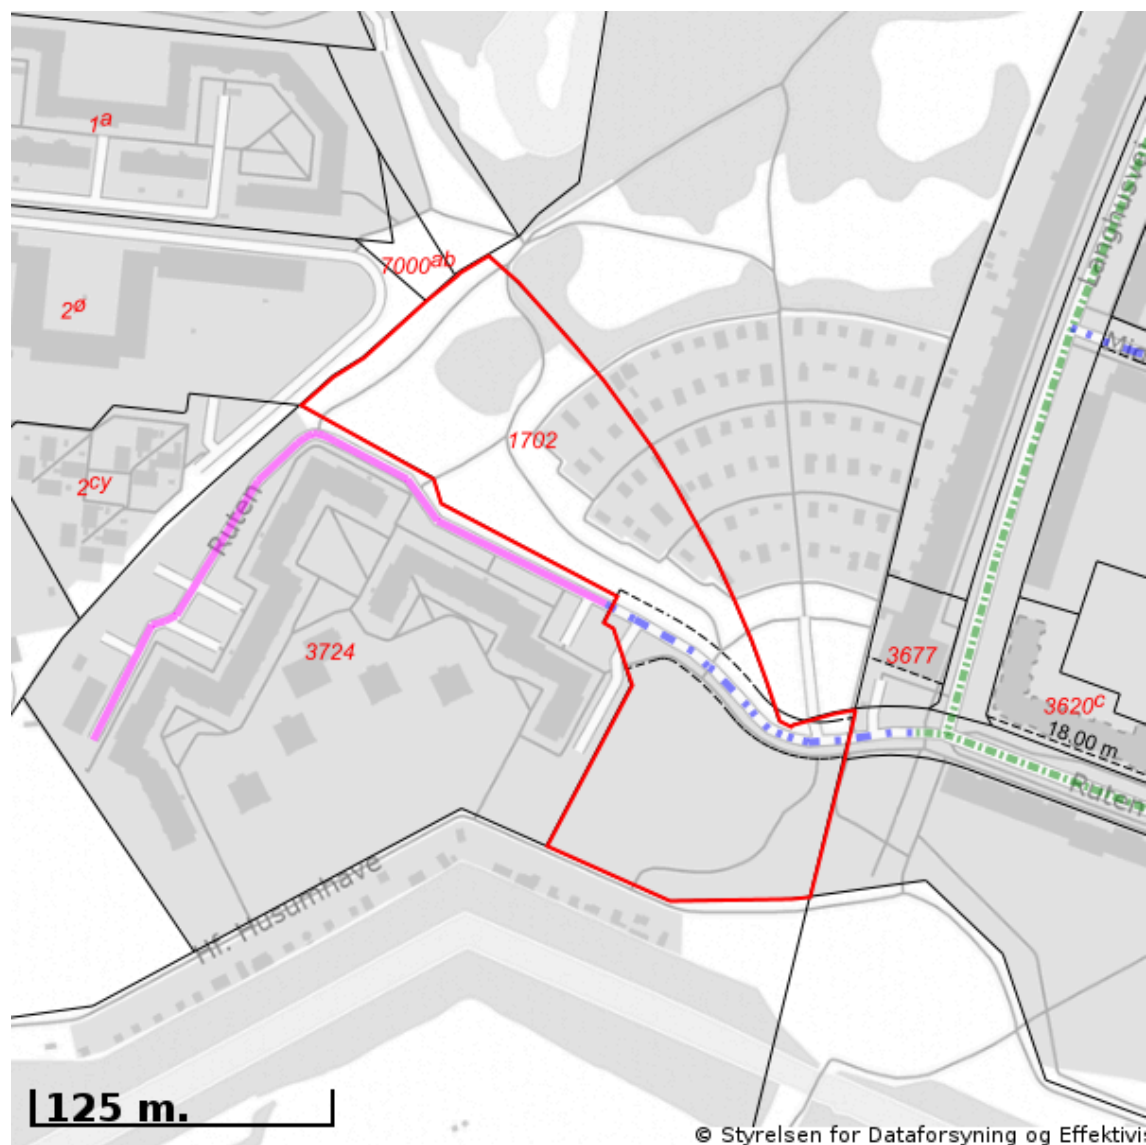 1a
Langhusvej
7000ab
2ø
1702
2cy
Ruten
3724
3677
3620c
18.00 m
Ruten
Hf. Husumhave
125 m.
© Styrelsen for Dataforsyning og Effektivis